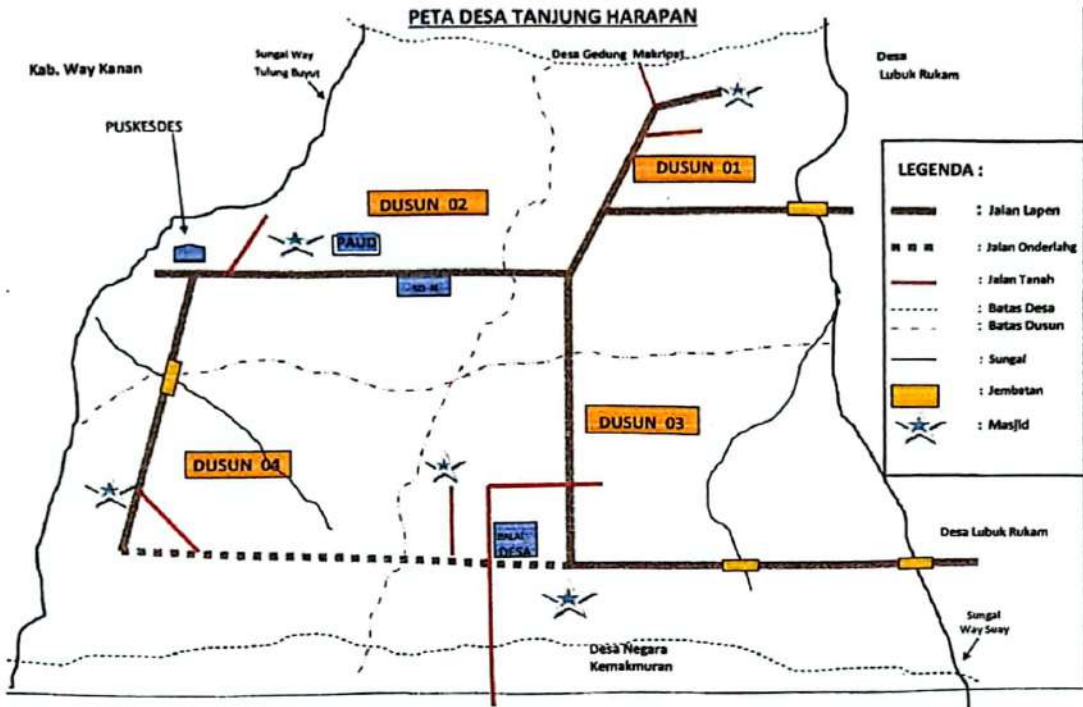 PETA DESA TANJUNG HARAPAN
Kab. Way Kanan
Sungai Way
Tulung Buyut
Desa Gedung Makripat
Desa
Lubuk Rukam
PUSKESDES
DUSUN 01
DUSUN 02
PAUD
LEGENDA :
: Jalan Lapen
: Jalan Onderlahg
: Jalan Tanah
: Batas Desa
: Batas Dusun
: Sungai
: Jembatan
: Masjid
DUSUN 03
DUSUN 04
BALAI
DESA
Desa Lubuk Rukam
Desa Negara
Kemakmuran
Sungai
Way Suay